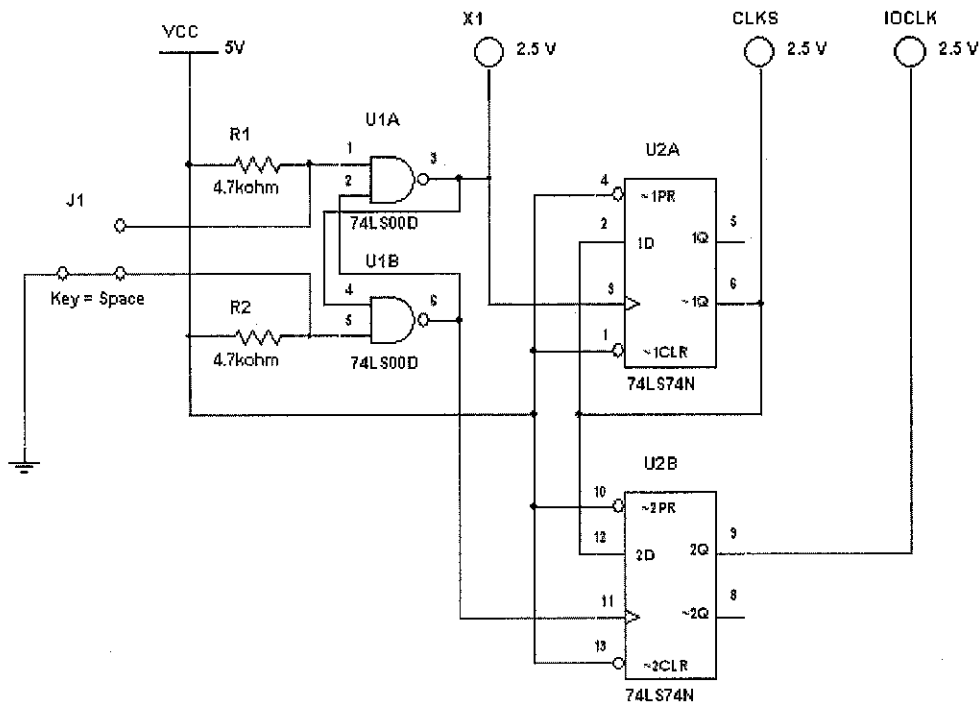 X1
CLKS
IOCLK
VCC
5V
2.5 V
2.5 V
2.5 V
U1A
R1
1
2
3
4.7kohm
74LS00D
J1
U1B
Key = Space
R2
4
5
6
4.7kohm
74LS00D
U2A
4
~1PR
2
1D
1Q
5
3
~1Q
6
1
~1CLR
74LS74N
U2B
10
~2PR
12
2D
2Q
9
11
~2Q
8
13
~2CLR
74LS74N